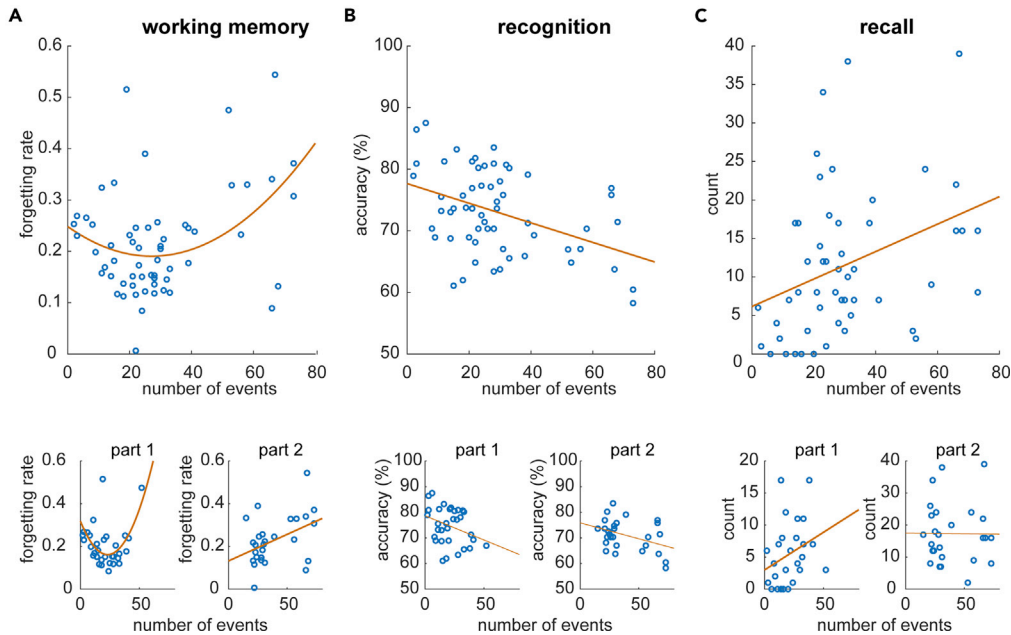 A working memory B recognition C recall
0.6 100 40
0.5 35
90 30
0.4 25
forgetting rate accuracy (%) count
0.3 80 20
0.2 70 15
10
0.1 60 5
0 50 0
0 20 40 60 80 0 20 40 60 80 0 20 40 60 80
number of events number of events number of events
part 1 part 2 part 1 part 2 part 1 part 2
0.6 0.6 100 100 20 40
90 90 15 30
0.4 0.4 80 80
forgetting rate forgetting rate accuracy (%) accuracy (%) count count
70 70 10 20
0.2 0.2 60 60 5 10
0 0 50 50 0 0
0 50 0 50 0 50 0 50 0 50 0 50
number of events number of events number of events